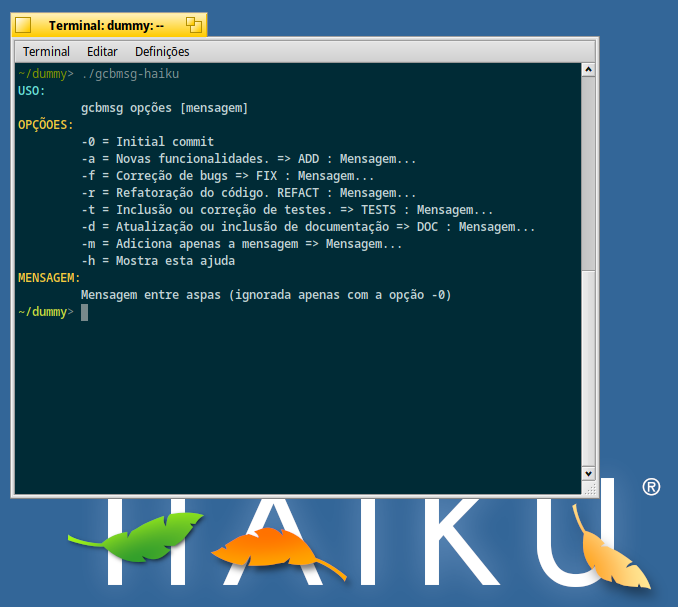 Terminal: dummy: --
Terminal Editar Definições
~/dummy> ./gcbmsg-haiku
USO:
gcbmsg opções [mensagem]
OPÇÕOES:
-0 = Initial commit
-a = Novas funcionalidades. => ADD : Mensagem...
-f = Correção de bugs => FIX : Mensagem...
-r = Refatoração do código. REFACT : Mensagem...
-t = Inclusão ou correção de testes. => TESTS : Mensagem...
-d = Atualização ou inclusão de documentação => DOC : Mensagem...
-m = Adiciona apenas a mensagem => Mensagem...
-h = Mostra esta ajuda
MENSAGEM:
Mensagem entre aspas (ignorada apenas com a opção -0)
~/dummy>
HAIKU ®